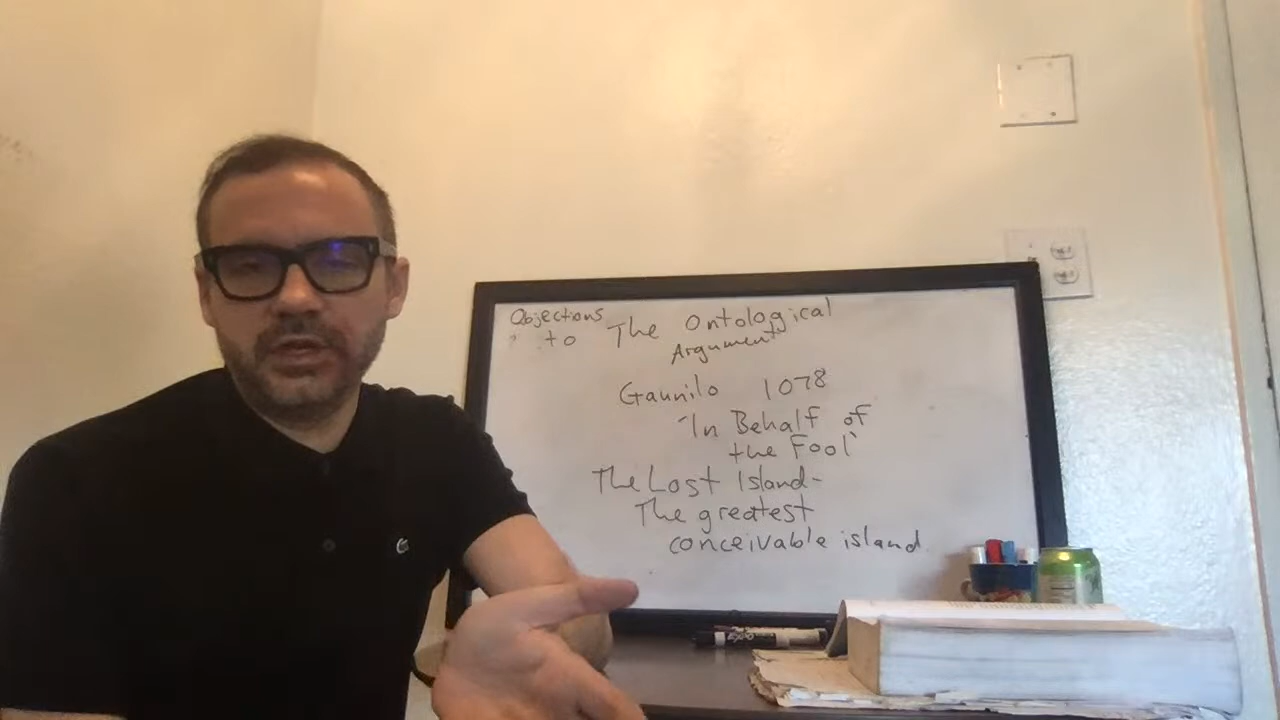 Objections
to The Ontological
Argument
Gaunilo 1078
"In Behalf of
the Fool"
The Lost Island-
The greatest
conceivable island
EXPO